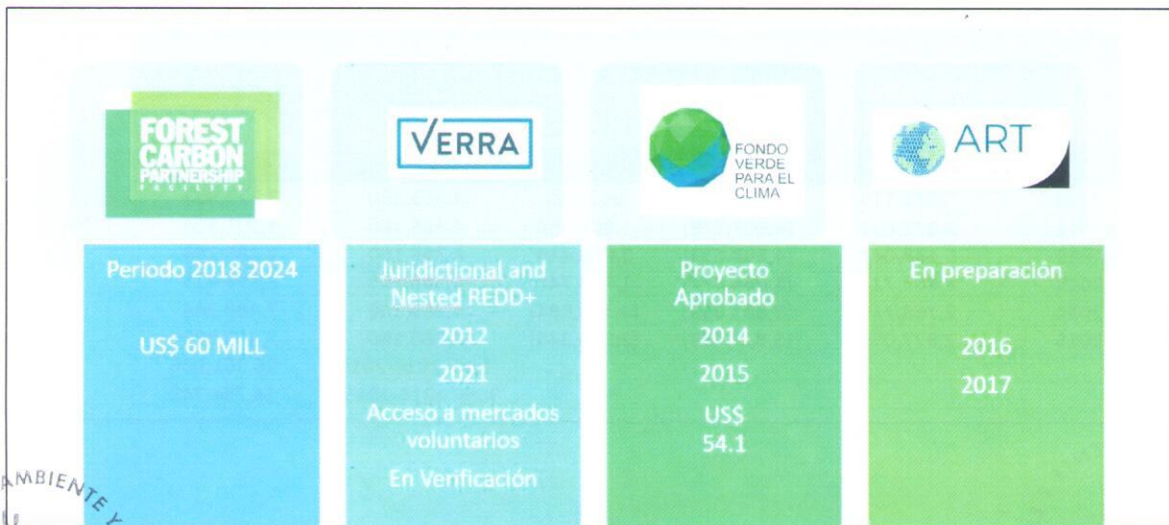 FOREST
CARBON
PARTNERSHIP
FACILITY
VERRA
FONDO
VERDE
PARA EL
CLIMA
ART
Periodo 2018 2024
US$ 60 MILL
Juridictional and
Nested REDD+
2012
2021
Acceso a mercados
voluntarios
En Verificación
Proyecto
Aprobado
2014
2015
US$
54.1
En preparación
2016
2017
AMBIENTE Y